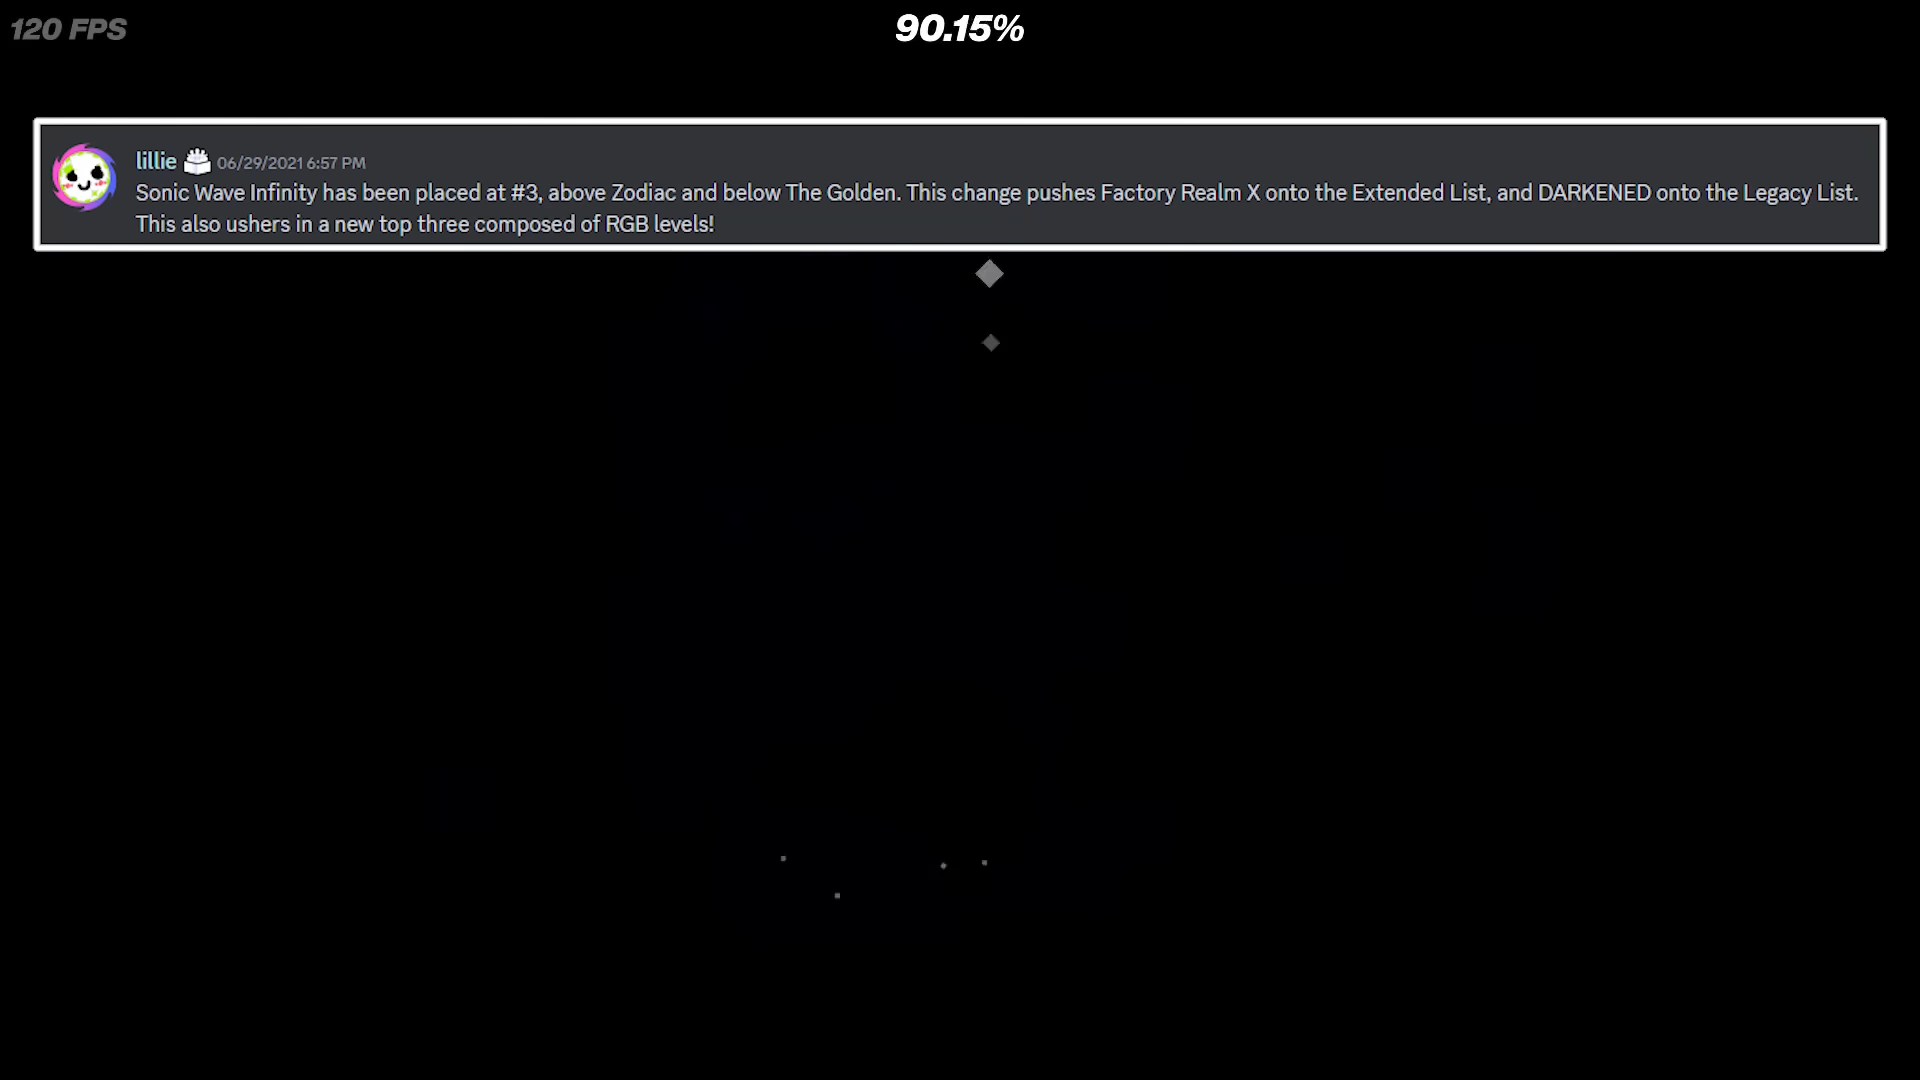 120 FPS
90.15%
lillie 06/29/2021 6:57 PM
Sonic Wave Infinity has been placed at #3, above Zodiac and below The Golden. This change pushes Factory Realm X onto the Extended List, and DARKENED onto the Legacy List.
This also ushers in a new top three composed of RGB levels!